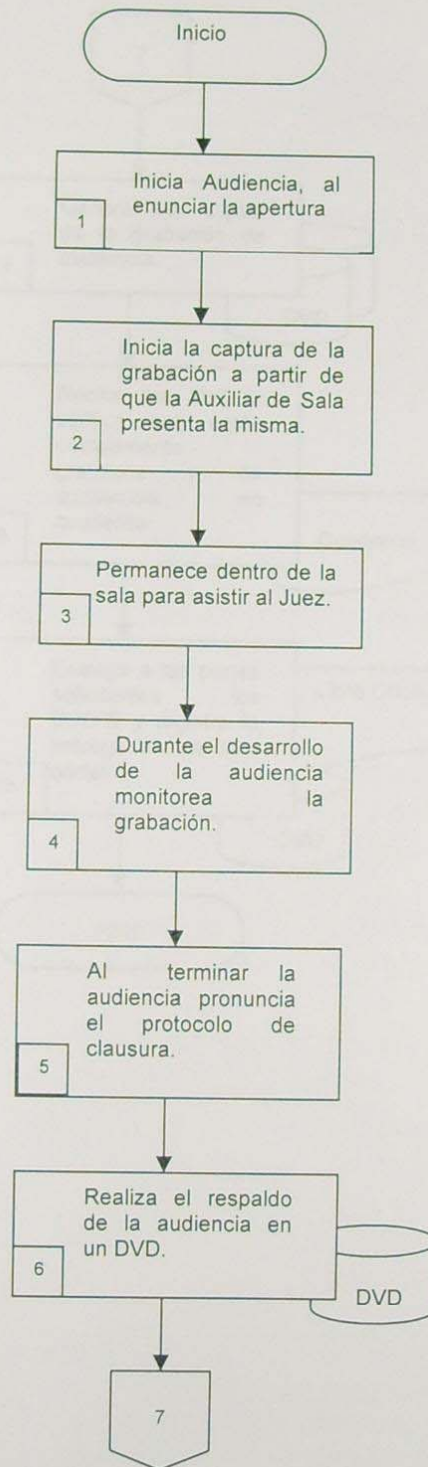 Inicio
Inicia Audiencia, al
enunciar la apertura
1
Inicia la captura de la
grabación a partir de
que la Auxiliar de Sala
presenta la misma.
2
Permanece dentro de la
sala para asistir al Juez.
3
Durante el desarrollo
de la audiencia
monitorea la
grabación.
4
Al terminar la
audiencia pronuncia
el protocolo de
clausura.
5
Realiza el respaldo
de la audiencia en
un DVD.
6
DVD
7